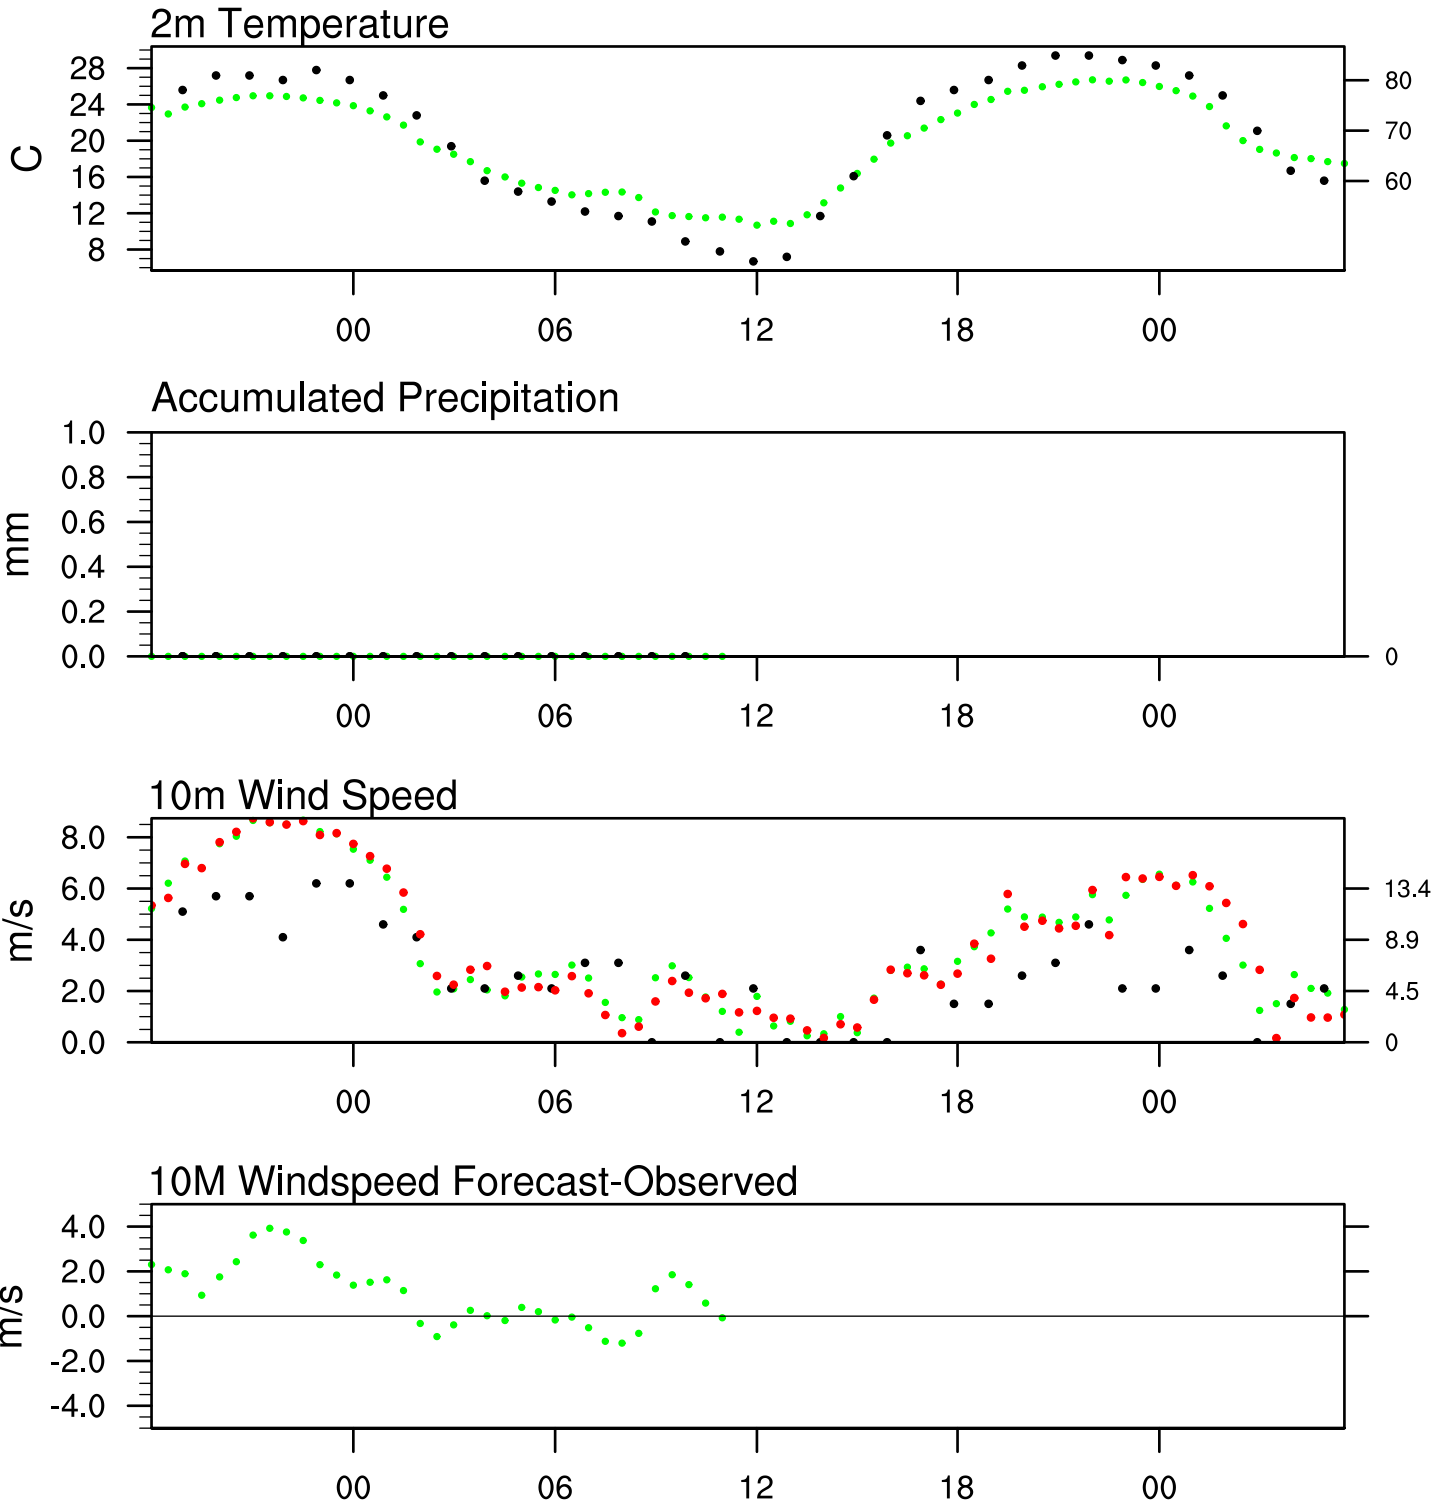 2m Temperature
28
24
20
16
12
8
C
80
70
60
00 06 12 18 00
Accumulated Precipitation
1.0
0.8
0.6
0.4
0.2
0.0
mm
0
00 06 12 18 00
10m Wind Speed
8.0
6.0
4.0
2.0
0.0
m/s
13.4
8.9
4.5
0
00 06 12 18 00
10M Windspeed Forecast-Observed
4.0
2.0
0.0
-2.0
-4.0
m/s
00 06 12 18 00